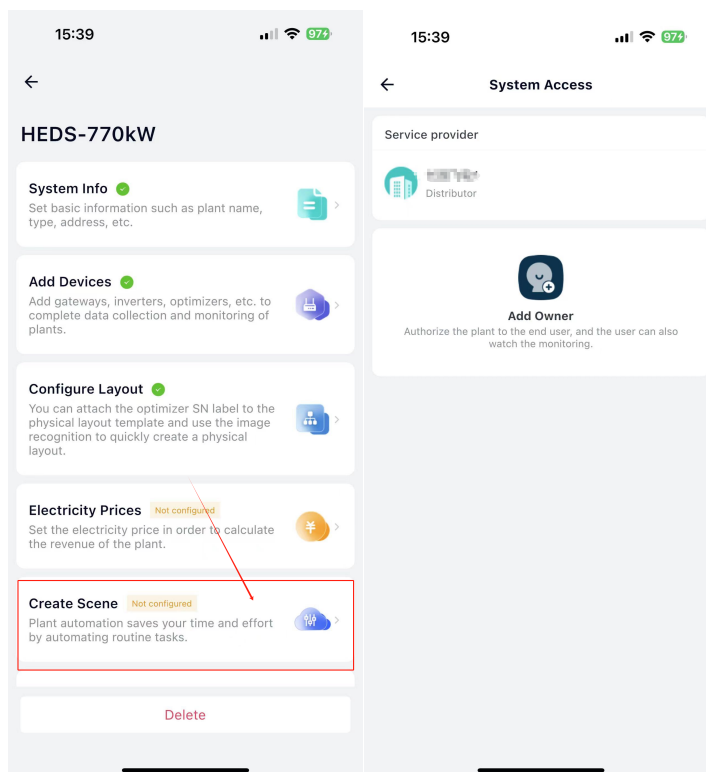 15:39
97
HEDS-770kW
System Info
Set basic information such as plant name,
type, address, etc.
Add Devices
Add gateways, inverters, optimizers, etc. to
complete data collection and monitoring of
plants.
Configure Layout
You can attach the optimizer SN label to the
physical layout template and use the image
recognition to quickly create a physical
layout.
Electricity Prices Not configured
Set the electricity price in order to calculate
the revenue of the plant.
¥
Create Scene Not configured
Plant automation saves your time and effort
by automating routine tasks.
Delete
15:39
97
System Access
Service provider
Distributor
Add Owner
Authorize the plant to the end user, and the user can also
watch the monitoring.